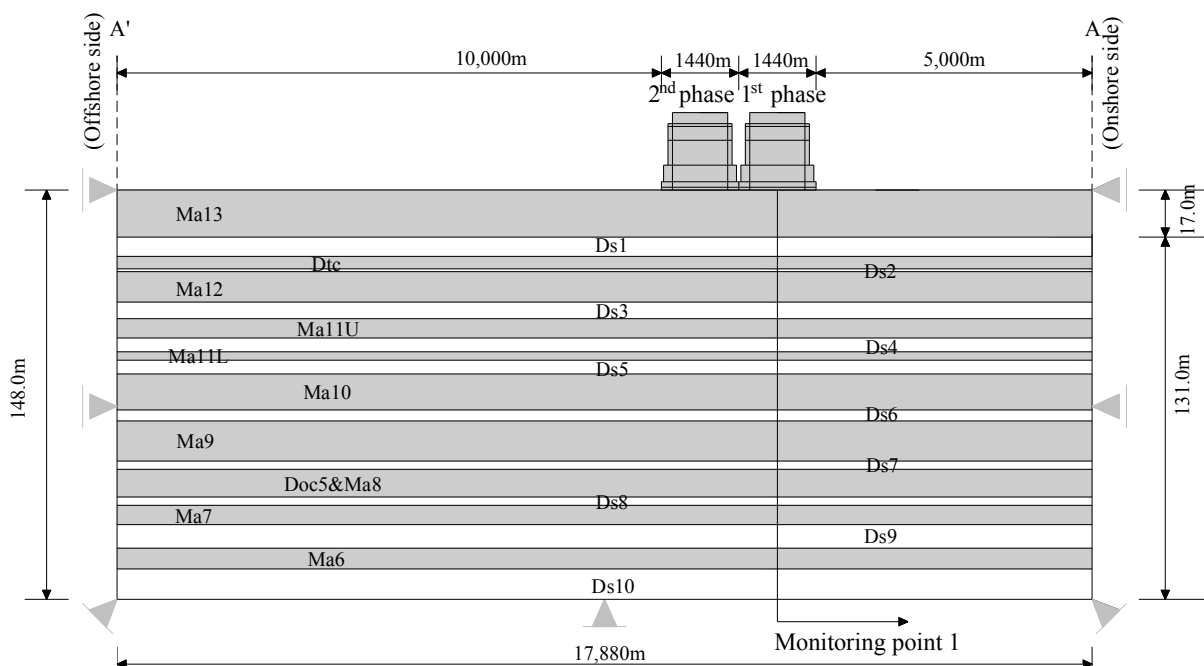 A'
A
(Offshore side)
10,000m
1440m
1440m
5,000m
(Onshore side)
2nd phase
1st phase
Ma13
17.0m
Ds1
Dtc
Ds2
Ma12
Ds3
Ma11U
Ds4
Ma11L
Ds5
148.0m
Ma10
131.0m
Ds6
Ma9
Ds7
Doc5&Ma8
Ds8
Ma7
Ds9
Ma6
Ds10
Monitoring point 1
17,880m